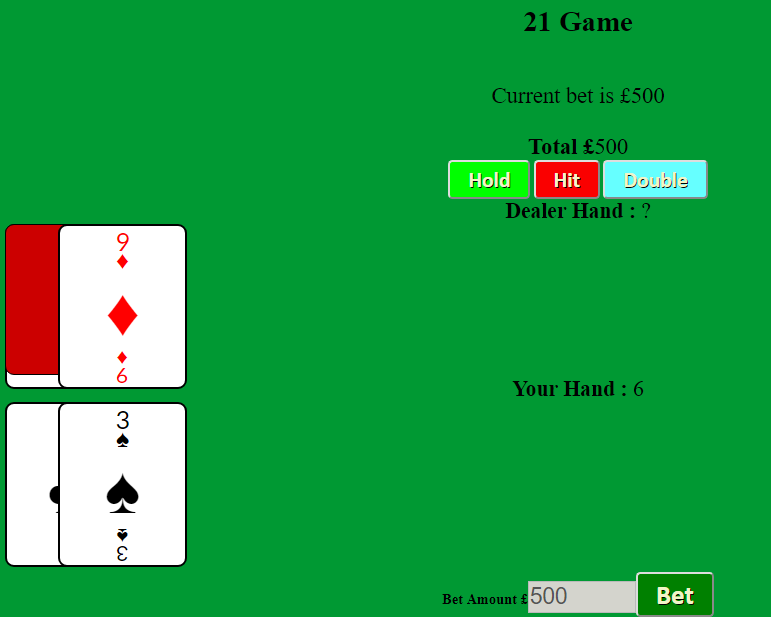 21 Game
Current bet is £500
Total £500
Hold Hit Double
Dealer Hand : ?
9
9
Your Hand : 6
3
3
Bet Amount £ 500 Bet